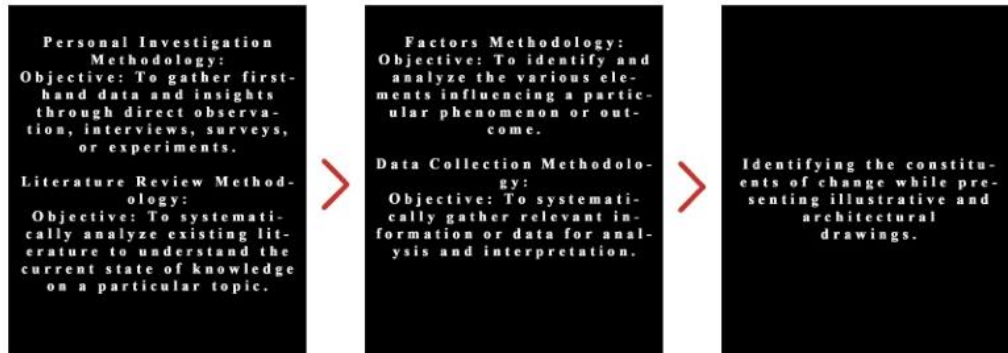 Personal Investigation
Methodology:
Objective: To gather first-
hand data and insights
through direct observa-
tion, interviews, surveys,
or experiments.
Literature Review Method-
ology:
Objective: To systemati-
cally analyze existing lit-
erature to understand the
current state of knowledge
on a particular topic.
Factors Methodology:
Objective: To identify and
analyze the various ele-
ments influencing a partic-
ular phenomenon or out-
come.
Data Collection Methodolo-
gy:
Objective: To systemati-
cally gather relevant in-
formation or data for anal-
ysis and interpretation.
Identifying the constitu-
ents of change while pre-
senting illustrative and
architectural
drawings.